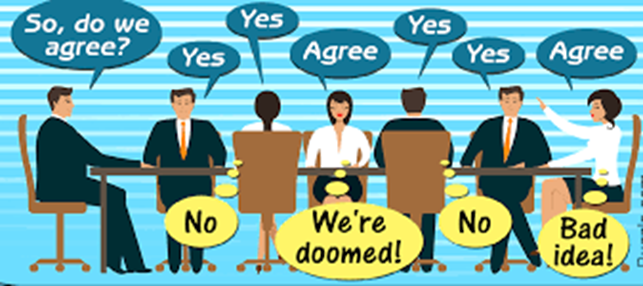 So, do we
agree?
Yes
Yes
Agree
Yes
Yes
Agree
No
We're
doomed!
No
Bad
idea!